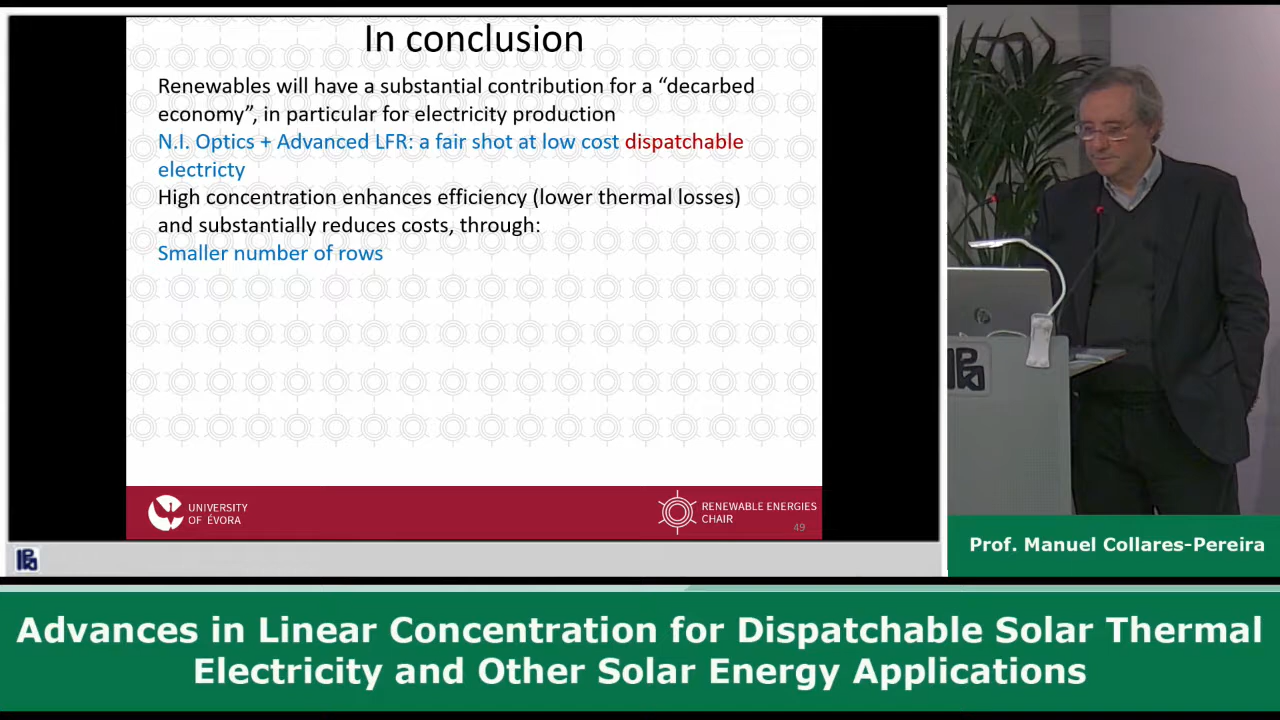 In conclusion
Renewables will have a substantial contribution for a “decarbed
economy”, in particular for electricity production
N.I. Optics + Advanced LFR: a fair shot at low cost dispatchable
electricty
High concentration enhances efficiency (lower thermal losses)
and substantially reduces costs, through:
Smaller number of rows
UNIVERSITY
OF ÉVORA
RENEWABLE ENERGIES
CHAIR
49
Prof. Manuel Collares-Pereira
Advances in Linear Concentration for Dispatchable Solar Thermal
Electricity and Other Solar Energy Applications